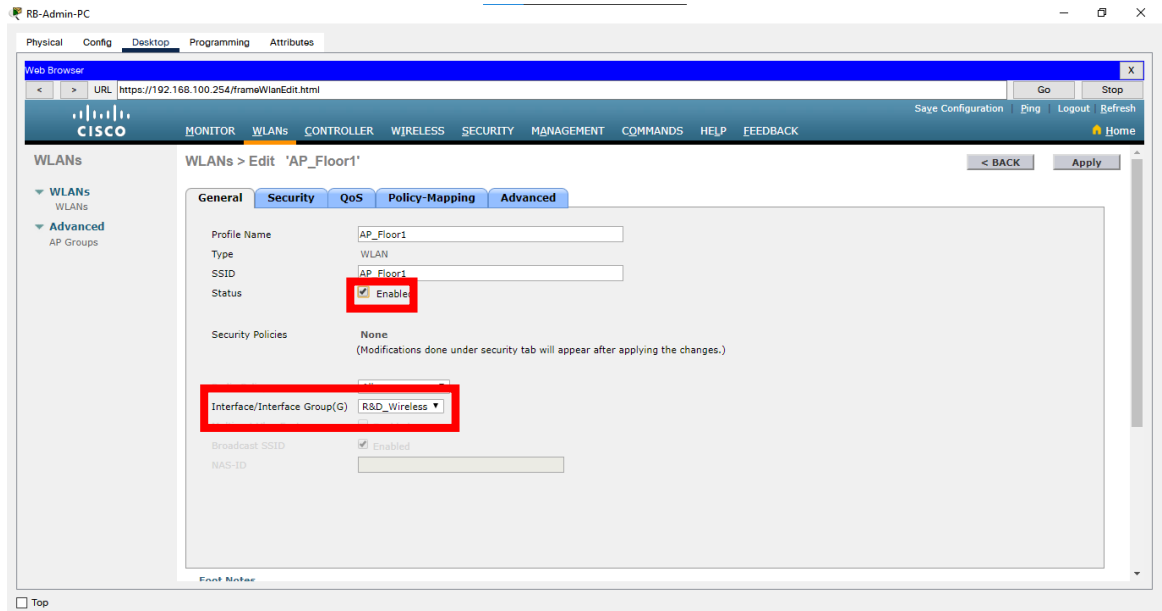 RB-Admin-PC
Physical Config Desktop Programming Attributes
Web Browser X
< > URL https://192.168.100.254/frameWlanEdit.html Go Stop
Save Configuration Ping Logout Refresh
CISCO MONITOR WLANs CONTROLLER WIRELESS SECURITY MANAGEMENT COMMANDS HELP FEEDBACK Home
WLANs WLANs > Edit 'AP_Floor1' < BACK Apply
WLANs
WLANs
Advanced
AP Groups
General Security QoS Policy-Mapping Advanced
Profile Name AP_Floor1
Type WLAN
SSID AP_Floor1
Status Enabled
Security Policies None
(Modifications done under security tab will appear after applying the changes.)
Interface/Interface Group(G) R&D_Wireless
Broadcast SSID Enabled
NAS-ID
Foot Notes
Top